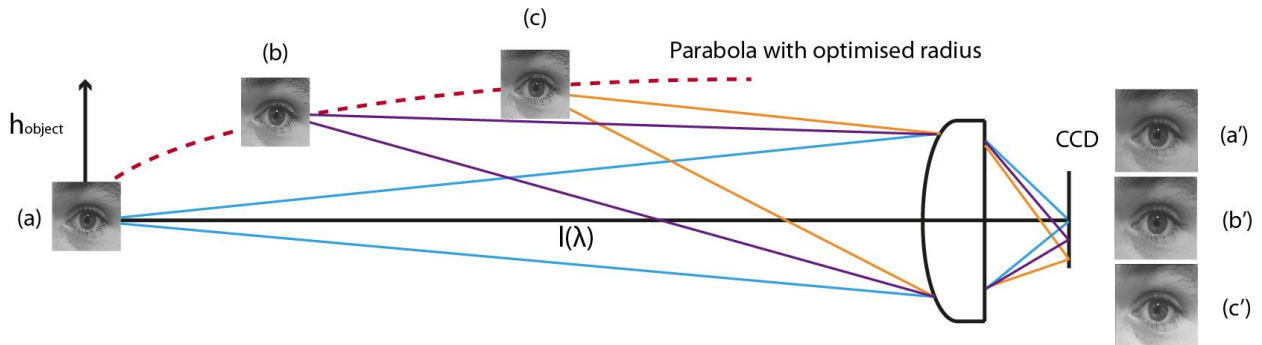 (c)
(b)
Parabola with optimised radius
hobject
CCD
(a')
(a)
(b')
l(λ)
(c')